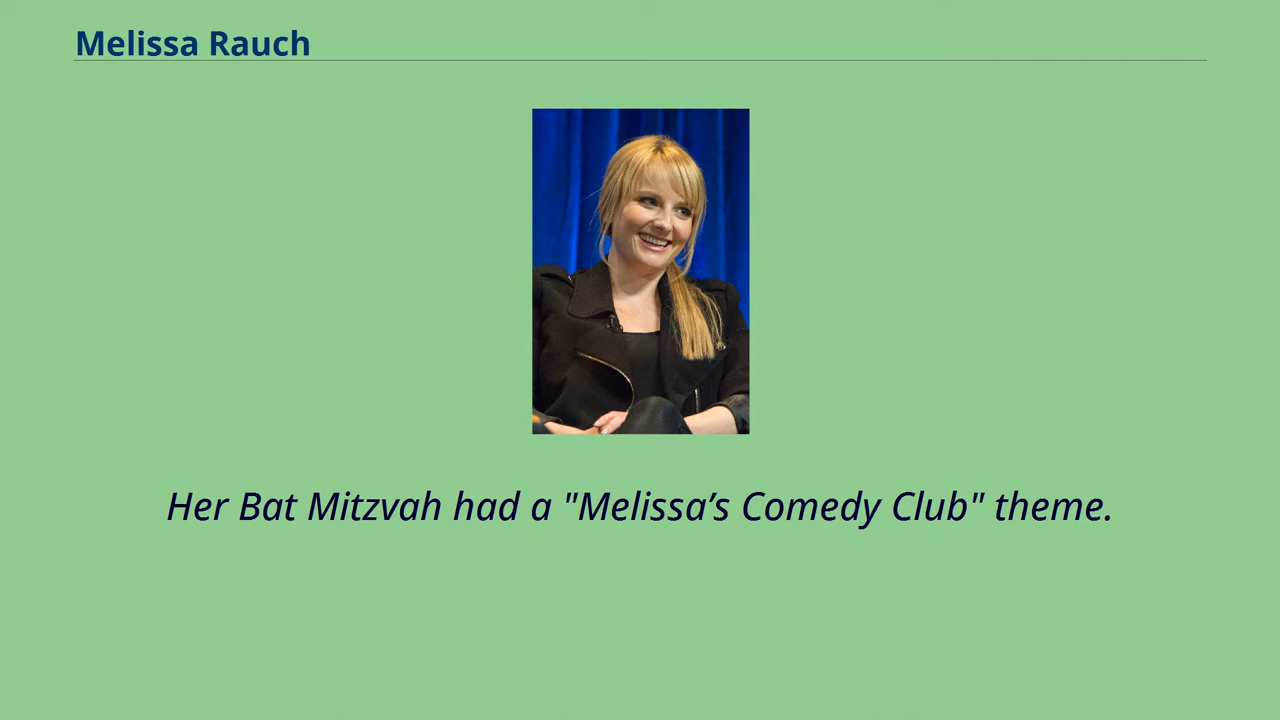 Melissa Rauch
Her Bat Mitzvah had a "Melissa’s Comedy Club" theme.